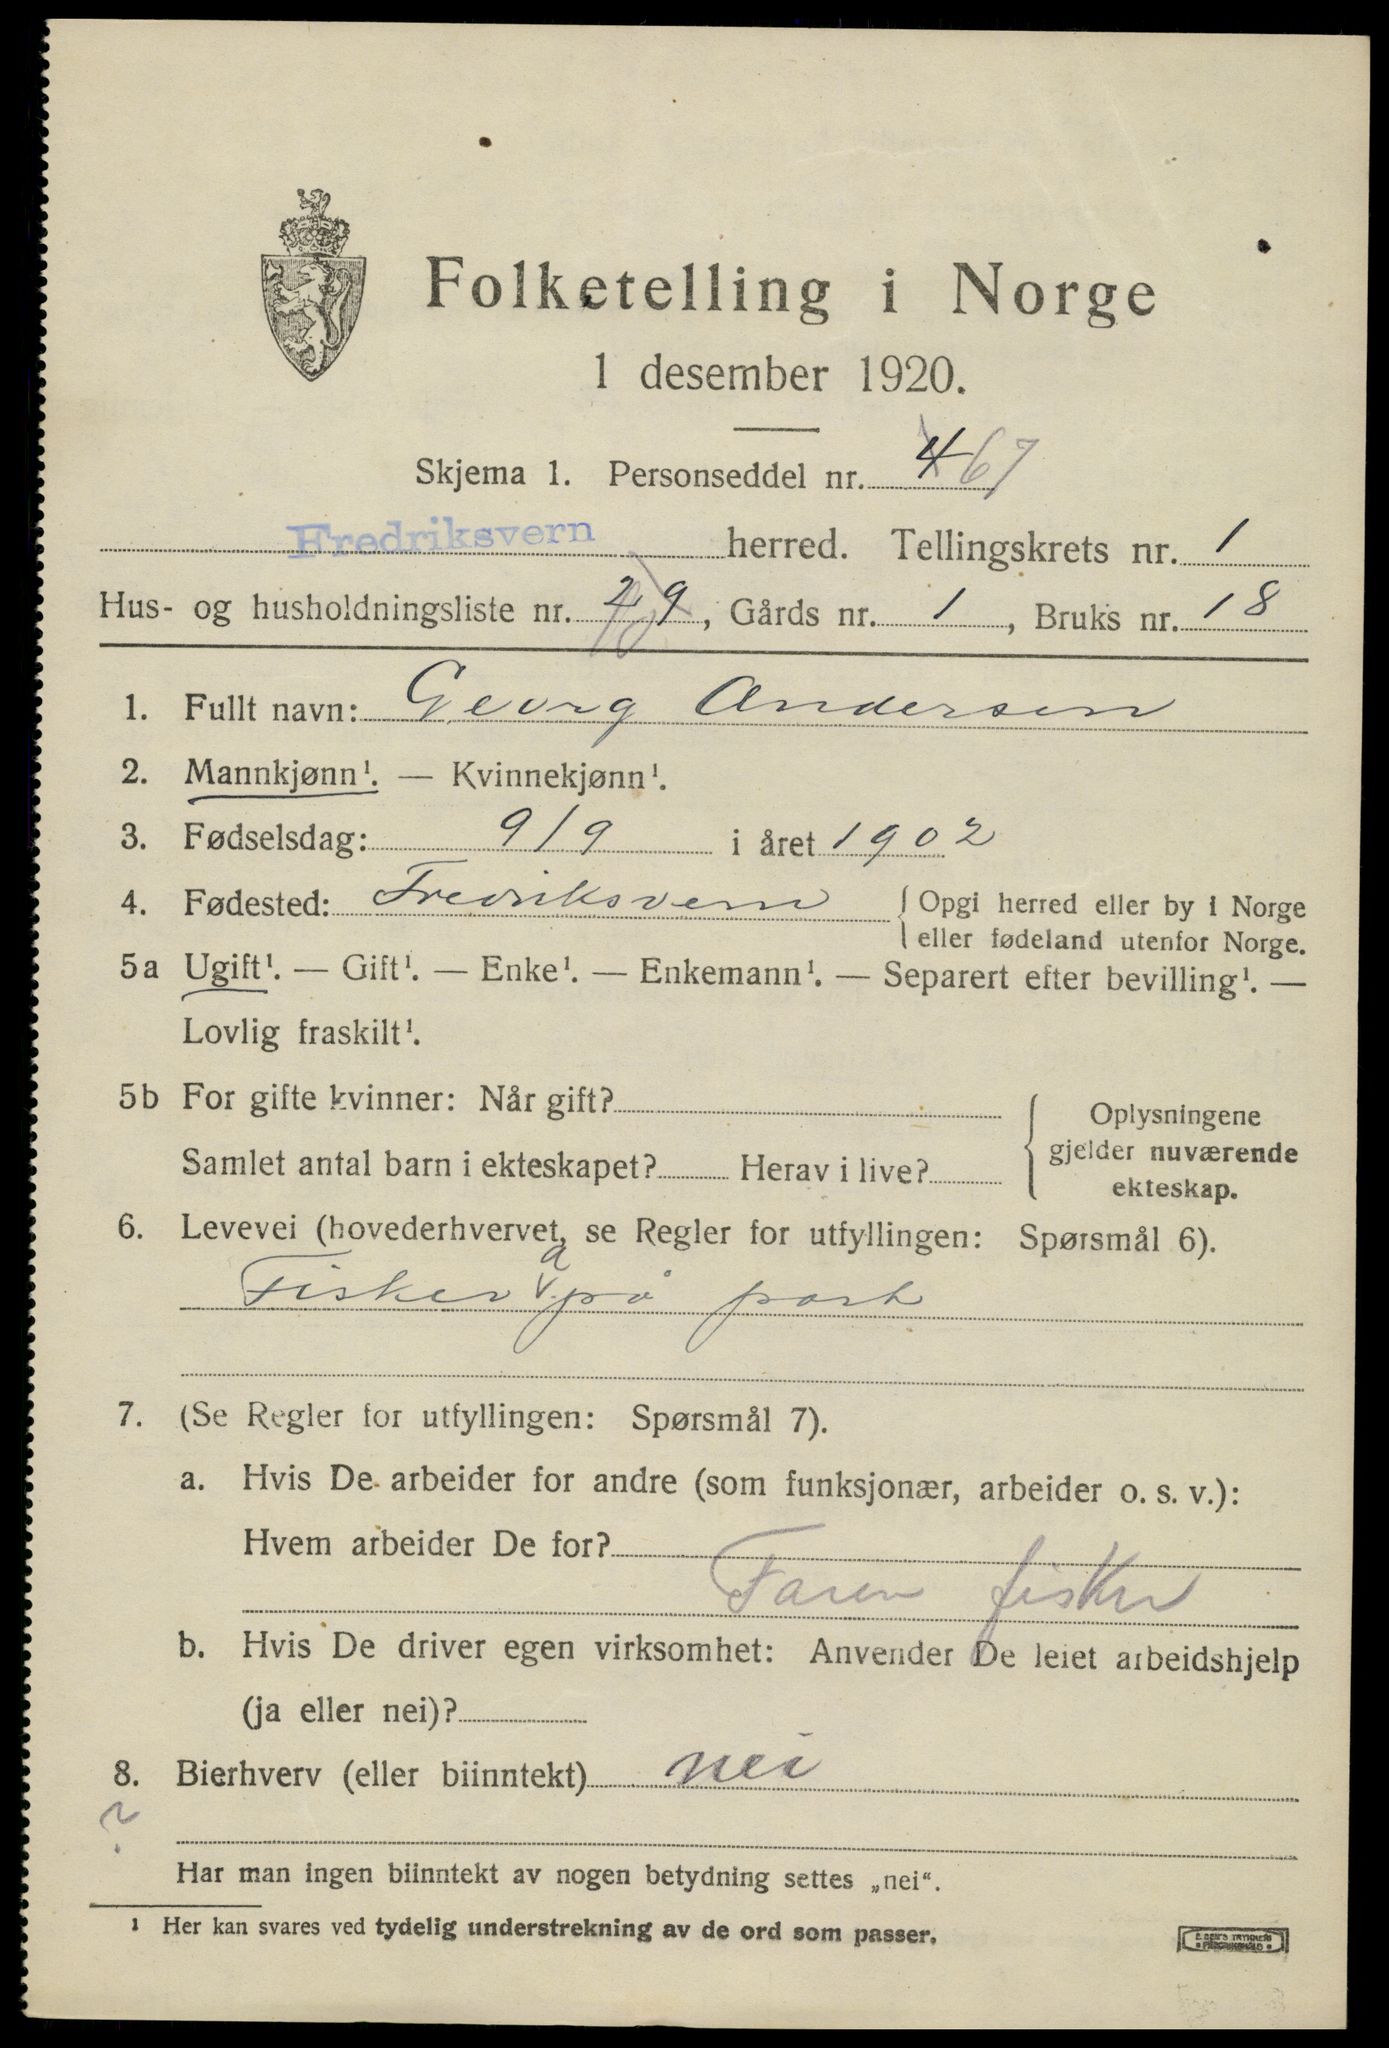 Folketelling i Norge
1 desember 1920.
Skjema 1. Personseddel nr. 4 67
Fredriksvern herred. Tellingskrets nr. 1
Hus- og husholdningsliste nr. 29, Gårds nr. 1, Bruks nr. 18
1. Fullt navn: Georg Andersen
2. Mannkjønn¹. — Kvinnekjønn¹.
3. Fødselsdag: 9/9 i året 1902
4. Fødested: Fredriksvern { Opgi herred eller by i Norge
eller fødeland utenfor Norge.
5a Ugift¹. — Gift¹. — Enke¹. — Enkemann¹. — Separert efter bevilling¹. —
Lovlig fraskilt¹.
5b For gifte kvinner: Når gift?
Samlet antal barn i ekteskapet? Herav i live?
{ Oplysningene
gjelder nuværende
ekteskap.
6. Levevei (hovederhvervet, se Regler for utfyllingen: Spørsmål 6).
Fisker a på part
7. (Se Regler for utfyllingen: Spørsmål 7).
a. Hvis De arbeider for andre (som funksjonær, arbeider o. s. v.):
Hvem arbeider De for?
Faren fisker
b. Hvis De driver egen virksomhet: Anvender De leiet arbeidshjelp
(ja eller nei)?
8. Bierhverv (eller biinntekt) nei
?
Har man ingen biinntekt av nogen betydning settes „nei“.
¹ Her kan svares ved tydelig understrekning av de ord som passer.